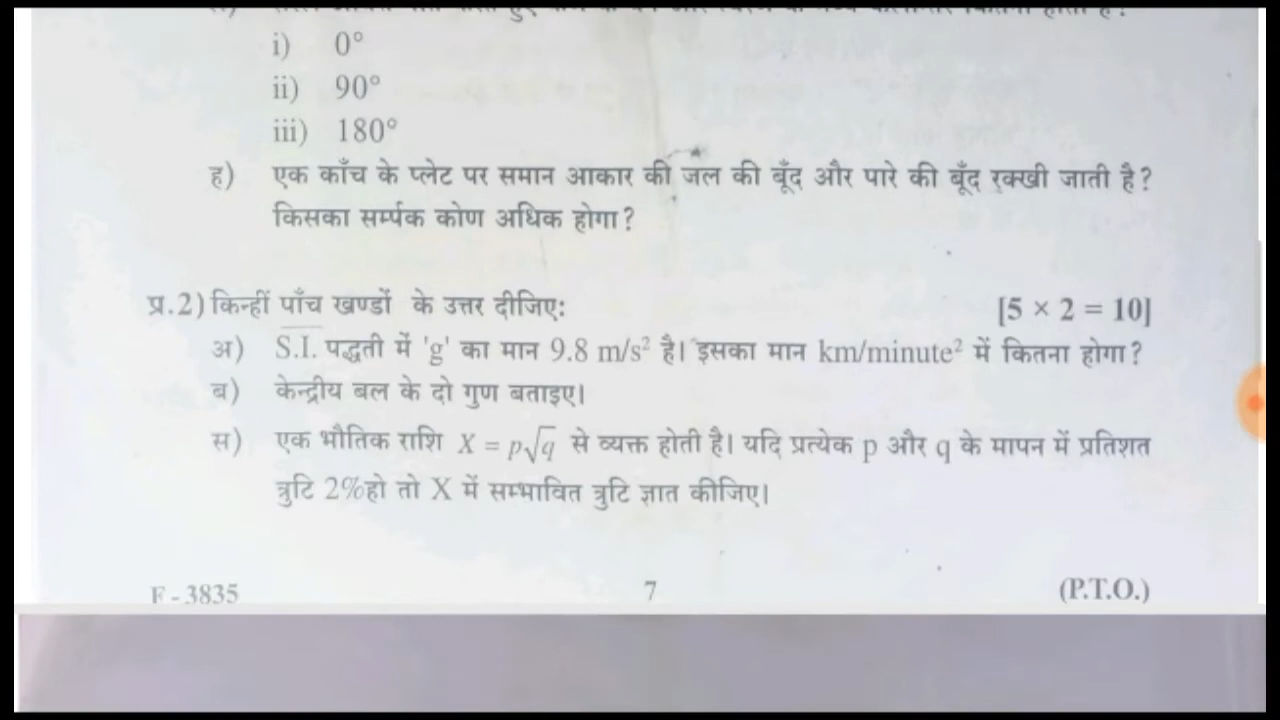 i) 0°
ii) 90°
iii) 180°
ह) एक काँच के प्लेट पर समान आकार की जल की बूँद और पारे की बूँद रक्खी जाती है?
किसका सर्म्पक कोण अधिक होगा?
प्र.2) किन्हीं पाँच खण्डों के उत्तर दीजिए: [5 × 2 = 10]
अ) S.I. पद्धती में 'g' का मान 9.8 m/s² है। इसका मान km/minute² में कितना होगा?
ब) केन्द्रीय बल के दो गुण बताइए।
स) एक भौतिक राशि X = p√q से व्यक्त होती है। यदि प्रत्येक p और q के मापन में प्रतिशत
त्रुटि 2%हो तो X में सम्भावित त्रुटि ज्ञात कीजिए।
F - 3835 7 (P.T.O.)